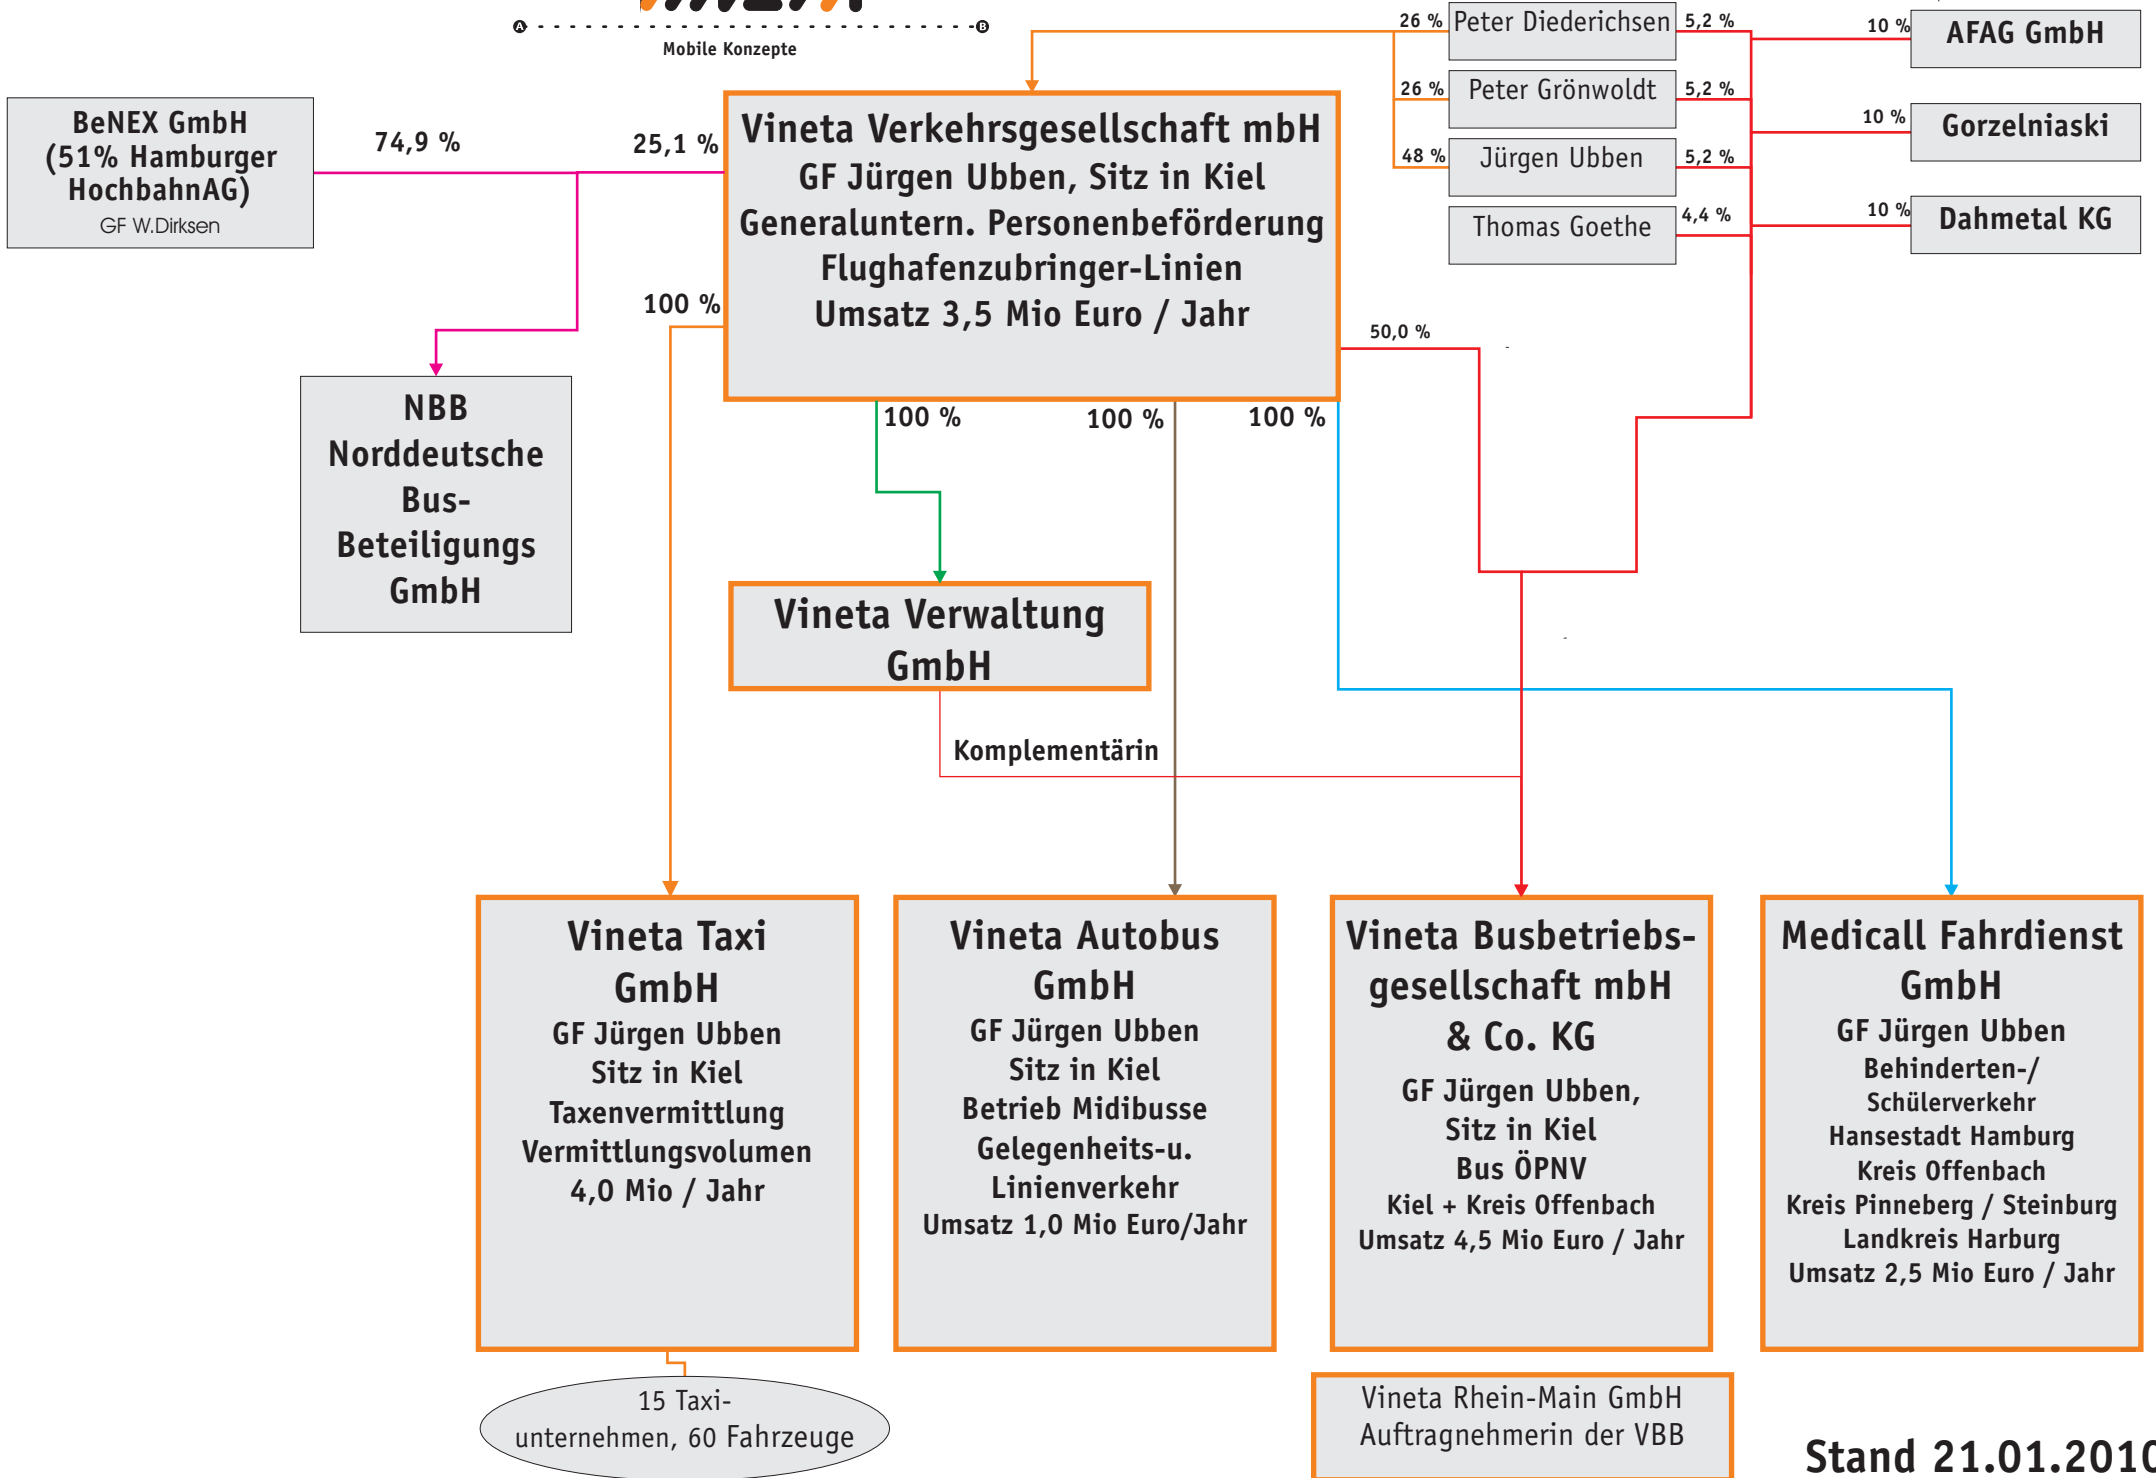 A
B
Mobile Konzepte
26 %
Peter Diederichsen
5,2 %
10 %
AFAG GmbH
26 %
Peter Grönwoldt
5,2 %
10 %
Gorzelniaski
48 %
Jürgen Ubben
5,2 %
Thomas Goethe
4,4 %
10 %
Dahmetal KG
BeNEX GmbH
(51% Hamburger
HochbahnAG)
GF W.Dirksen
74,9 %
25,1 %
Vineta Verkehrsgesellschaft mbH
GF Jürgen Ubben, Sitz in Kiel
Generaluntern. Personenbeförderung
Flughafenzubringer-Linien
Umsatz 3,5 Mio Euro / Jahr
100 %
50,0 %
100 %
100 %
100 %
NBB
Norddeutsche
Bus-
Beteiligungs
GmbH
Vineta Verwaltung
GmbH
Komplementärin
Vineta Taxi
GmbH
GF Jürgen Ubben
Sitz in Kiel
Taxenvermittlung
Vermittlungsvolumen
4,0 Mio / Jahr
Vineta Autobus
GmbH
GF Jürgen Ubben
Sitz in Kiel
Betrieb Midibusse
Gelegenheits-u.
Linienverkehr
Umsatz 1,0 Mio Euro/Jahr
Vineta Busbetriebs-
gesellschaft mbH
& Co. KG
GF Jürgen Ubben,
Sitz in Kiel
Bus ÖPNV
Kiel + Kreis Offenbach
Umsatz 4,5 Mio Euro / Jahr
Medicall Fahrdienst
GmbH
GF Jürgen Ubben
Behinderten-/
Schülerverkehr
Hansestadt Hamburg
Kreis Offenbach
Kreis Pinneberg / Steinburg
Landkreis Harburg
Umsatz 2,5 Mio Euro / Jahr
15 Taxi-
unternehmen, 60 Fahrzeuge
Vineta Rhein-Main GmbH
Auftragnehmerin der VBB
Stand 21.01.2010